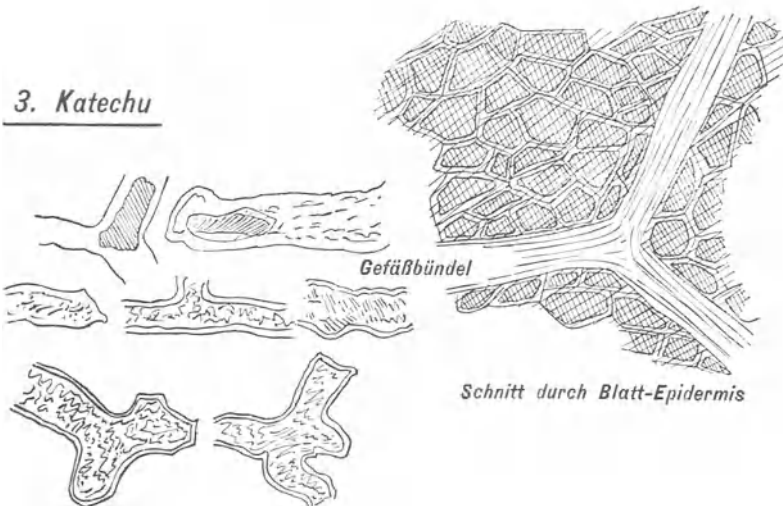 3. Katechu
Gefäßbündel
Schnitt durch Blatt-Epidermis